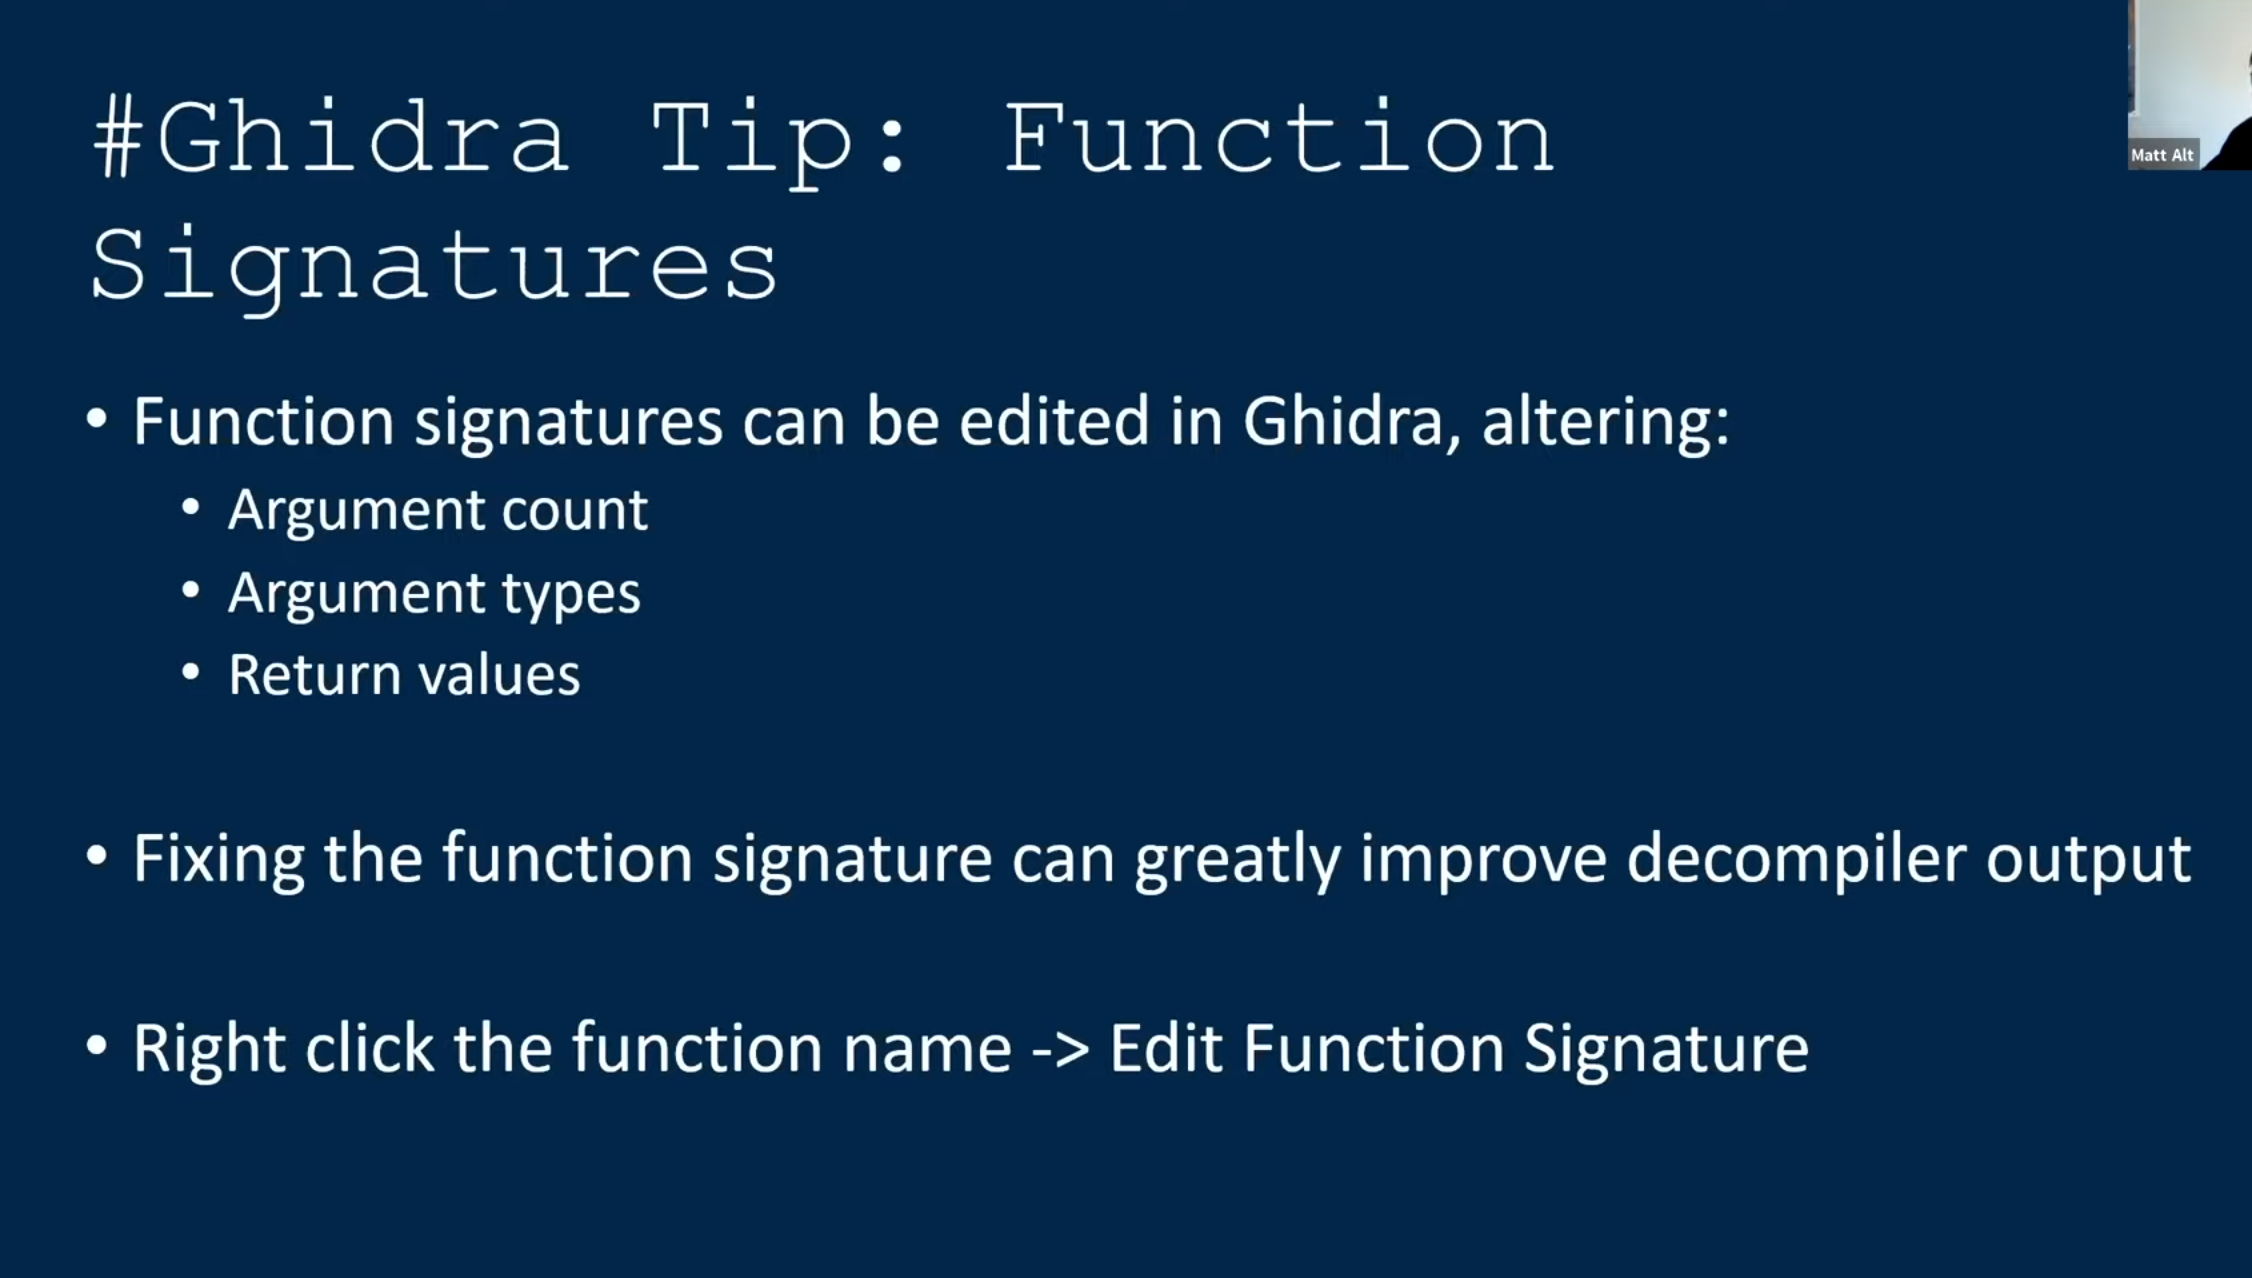 #Ghidra Tip: Function
Signatures
Matt Alt
• Function signatures can be edited in Ghidra, altering:
• Argument count
• Argument types
• Return values
• Fixing the function signature can greatly improve decompiler output
• Right click the function name -> Edit Function Signature